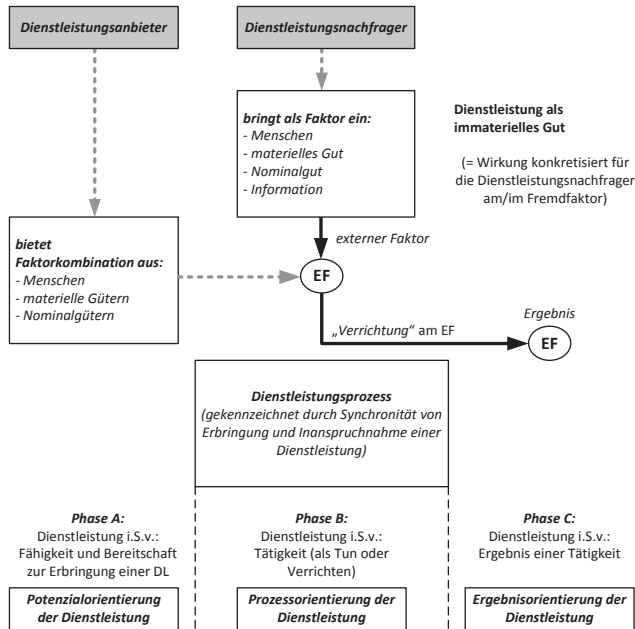 Dienstleistungsanbieter
Dienstleistungsnachfrager
bringt als Faktor ein:
- Menschen
- materielles Gut
- Nominalgut
- Information
Dienstleistung als
immaterielles Gut
(= Wirkung konkretisiert für
die Dienstleistungsnachfrager
am/im Fremdfaktor)
bietet
Faktorkombination aus:
- Menschen
- materielle Gütern
- Nominalgütern
externer Faktor
EF
„Verrichtung“ am EF
Ergebnis
EF
Dienstleistungsprozess
(gekennzeichnet durch Synchronität von
Erbringung und Inanspruchnahme einer
Dienstleistung)
Phase A:
Dienstleistung i.S.v.:
Fähigkeit und Bereitschaft
zur Erbringung einer DL
Potenzialorientierung
der Dienstleistung
Phase B:
Dienstleistung i.S.v.:
Tätigkeit (als Tun oder
Verrichten)
Prozessorientierung der
Dienstleistung
Phase C:
Dienstleistung i.S.v.:
Ergebnis einer Tätigkeit
Ergebnisorientierung der
Dienstleistung